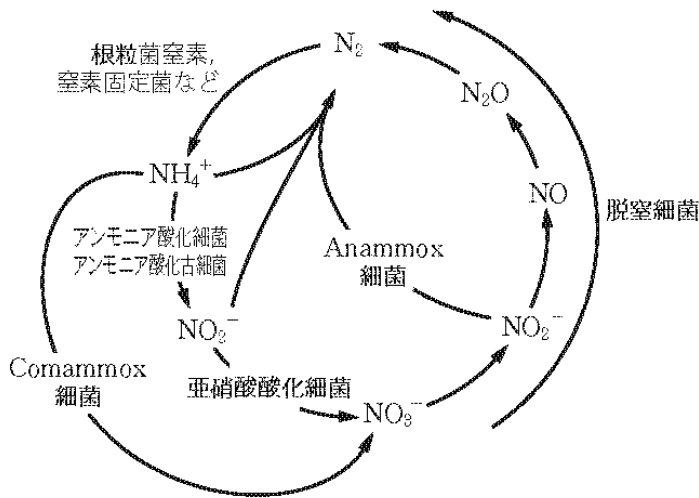 N₂
根粒菌窒素,
窒素固定菌など
N₂O
NH₄⁺
NO
脱窒細菌
アンモニア酸化細菌
アンモニア酸化古細菌
Anammox
細菌
NO₂⁻
NO₂⁻
Comammox
細菌
亜硝酸酸化細菌
NO₃⁻